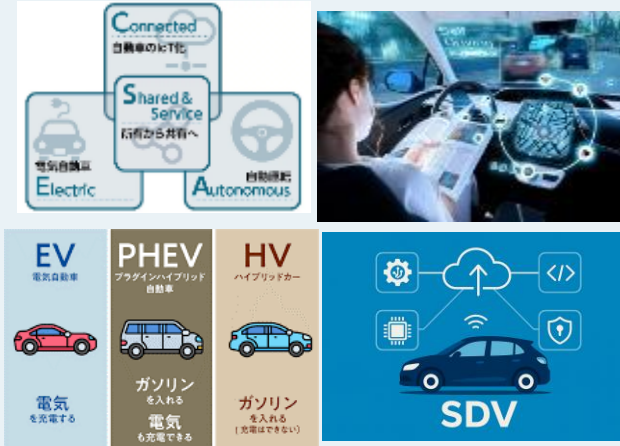 Connected
自動車のIoT化
Shared &
Service
所有から共有へ
電気自動車
Electric
自動運転
Autonomous
EV
電気自動車
PHEV
プラグインハイブリッド
自動車
HV
ハイブリッドカー
電気
を充電する
ガソリン
を入れる
電気
も充電できる
ガソリン
を入れる
(充電はできない)
</>
SDV